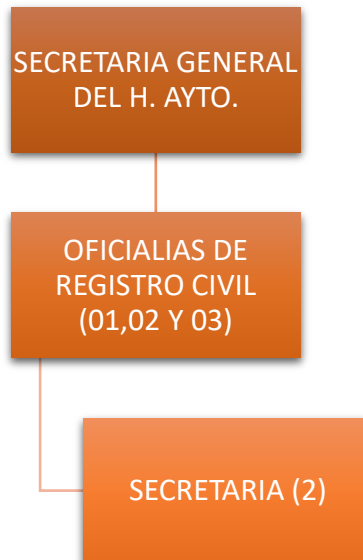 SECRETARIA GENERAL
DEL H. AYTO.
OFICIALIAS DE
REGISTRO CIVIL
(01,02 Y 03)
SECRETARIA (2)